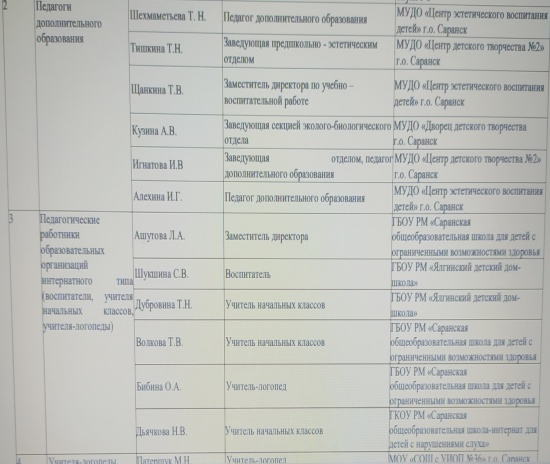 2 Педагоги дополнительного образования
Шехмаметьева Т. Н. Педагог дополнительного образования МУДО «Центр эстетического воспитания детей» г.о. Саранск
Тишкина Т.Н. Заведующая предшкольно - эстетическим отделом МУДО «Центр детского творчества №2» г.о. Саранск
Щанкина Т.В. Заместитель директора по учебно – воспитательной работе МУДО «Центр эстетического воспитания детей» г.о. Саранск
Кузина А.В. Заведующая секцией эколого-биологического отдела МУДО «Дворец детского творчества г.о. Саранск
Игнатова И.В Заведующая отделом, педагог дополнительного образования МУДО «Центр детского творчества №2» г.о. Саранск
Алехина И.Г. Педагог дополнительного образования МУДО «Центр эстетического воспитания детей» г.о. Саранск
3 Педагогические работники образовательных организаций интернатного типа (воспитатели, учителя начальных классов, учителя-логопеды)
Ашутова Л.А. Заместитель директора ГБОУ РМ «Саранская общеобразовательная школа для детей с ограниченными возможностями здоровья
Шукшина С.В. Воспитатель ГБОУ РМ «Ялгинский детский дом-школа»
Дубровина Т.Н. Учитель начальных классов ГБОУ РМ «Ялгинский детский дом-школа»
Волкова Т.В. Учитель начальных классов ГБОУ РМ «Саранская общеобразовательная школа для детей с ограниченными возможностями здоровья
Бибина О.А. Учитель-логопед ГБОУ РМ «Саранская общеобразовательная школа для детей с ограниченными возможностями здоровья
Дьячкова Н.В. Учитель начальных классов ГКОУ РМ «Саранская общеобразовательная школа-интернат для детей с нарушениями слуха»
4 Учителя-логопеды Патершук М.Н. Учитель-логопед МОУ «СОШ с УИОП №36» г.о. Саранск